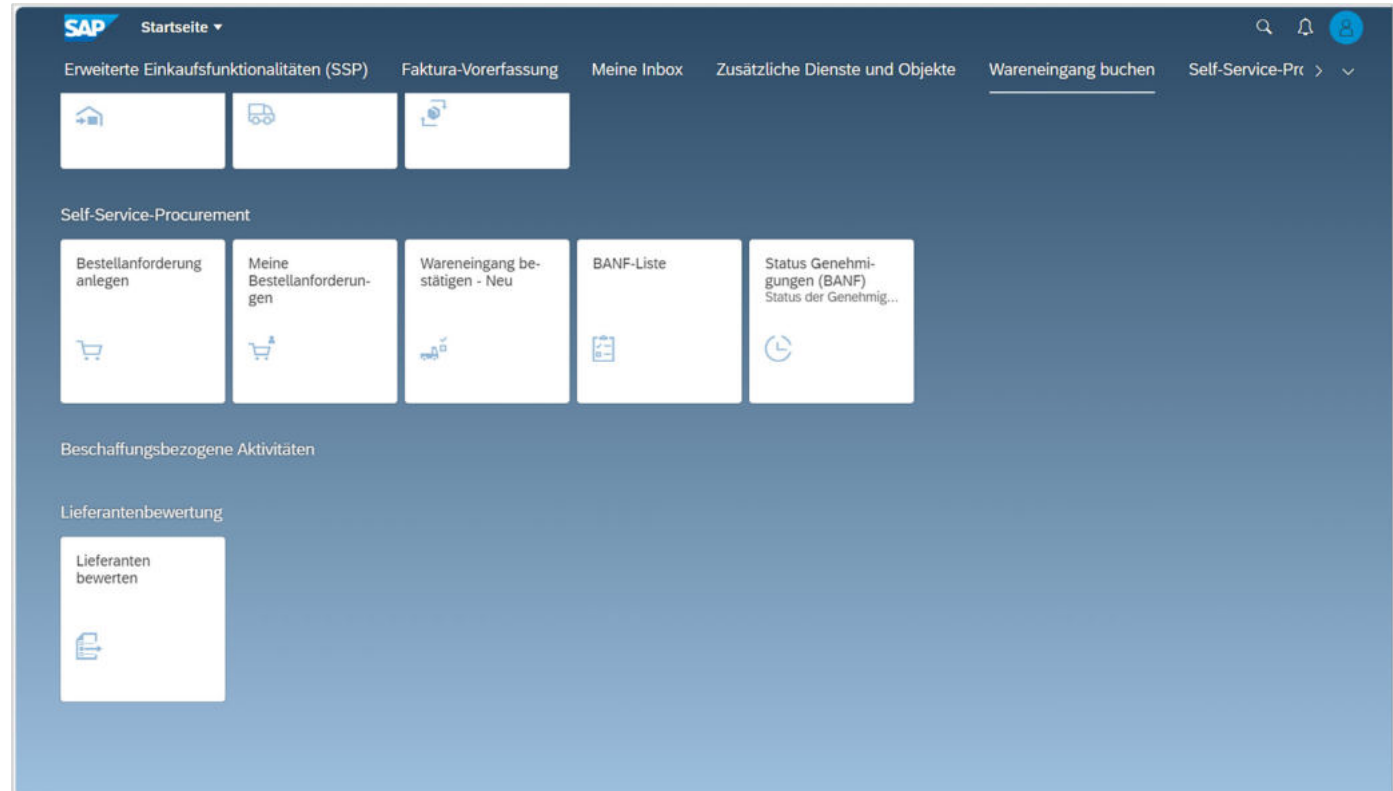 SAP Startseite
Erweiterte Einkaufsfunktionalitäten (SSP) Faktura-Vorerfassung Meine Inbox Zusätzliche Dienste und Objekte Wareneingang buchen Self-Service-Prc
Self-Service-Procurement
Bestellanforderung
anlegen
Meine
Bestellanforderun-
gen
Wareneingang be-
stätigen - Neu
BANF-Liste
Status Genehmi-
gungen (BANF)
Status der Genehmig...
Beschaffungsbezogene Aktivitäten
Lieferantenbewertung
Lieferanten
bewerten